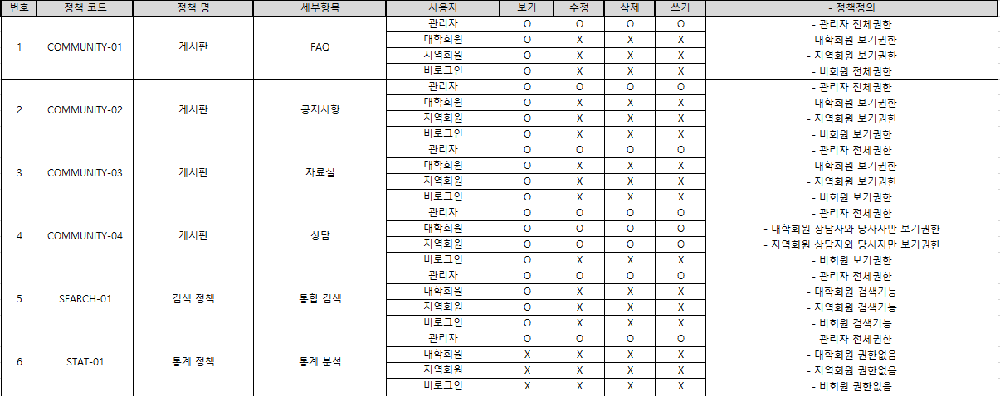 번호 정책 코드 정책 명 세부항목 사용자 보기 수정 삭제 쓰기 - 정책정의
1 COMMUNITY-01 게시판 FAQ
관리자 O O O O - 관리자 전체권한
대학회원 O X X X - 대학회원 보기권한
지역회원 O X X X - 지역회원 보기권한
비로그인 O X X X - 비회원 전체권한
2 COMMUNITY-02 게시판 공지사항
관리자 O O O O - 관리자 전체권한
대학회원 O X X X - 대학회원 보기권한
지역회원 O X X X - 지역회원 보기권한
비로그인 O X X X - 비회원 보기권한
3 COMMUNITY-03 게시판 자료실
관리자 O O O O - 관리자 전체권한
대학회원 O X X X - 대학회원 보기권한
지역회원 O X X X - 지역회원 보기권한
비로그인 O X X X - 비회원 보기권한
4 COMMUNITY-04 게시판 상담
관리자 O O O O - 관리자 전체권한
대학회원 O O O O - 대학회원 상담자와 당사자만 보기권한
지역회원 O O O O - 지역회원 상담자와 당사자만 보기권한
비로그인 O X X X - 비회원 보기권한
5 SEARCH-01 검색 정책 통합 검색
관리자 O O O O - 관리자 전체권한
대학회원 O X X X - 대학회원 검색기능
지역회원 O X X X - 지역회원 검색기능
비로그인 O X X X - 비회원 검색기능
6 STAT-01 통계 정책 통계 분석
관리자 O O O O - 관리자 전체권한
대학회원 X X X X - 대학회원 권한없음
지역회원 X X X X - 지역회원 권한없음
비로그인 X X X X - 비회원 권한없음